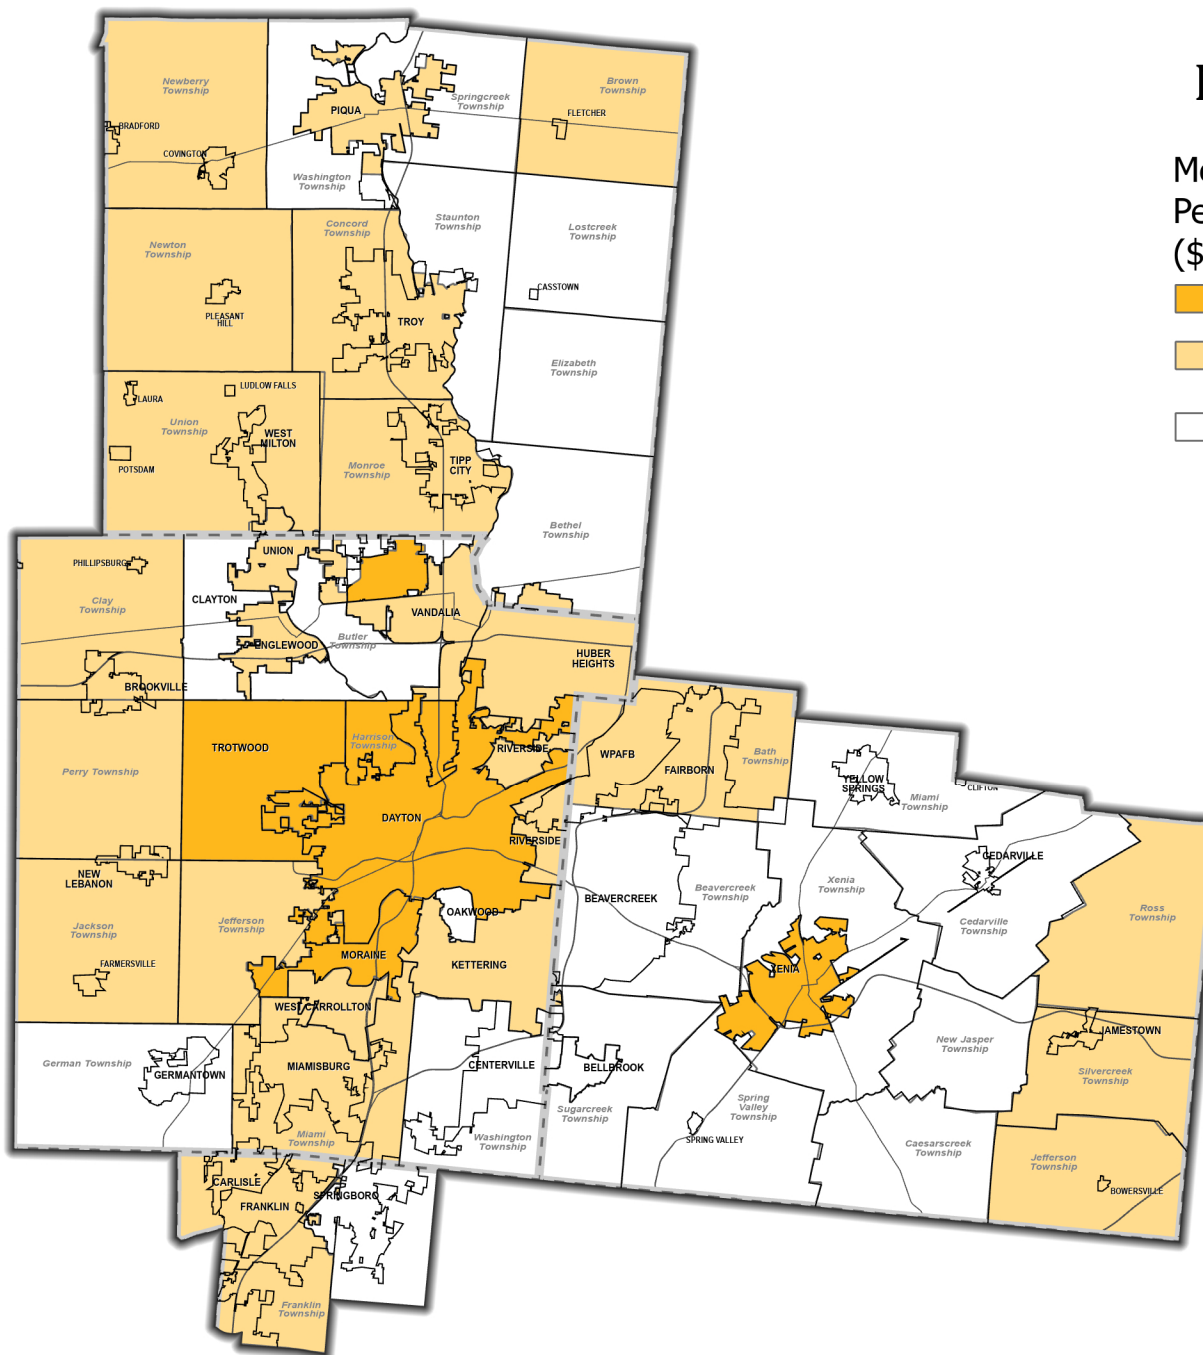 Newberry
Township
Brown
Township
Springcreek
Township
FLETCHER
PIQUA
BRADFORD
COVINGTON
Washington
Township
Concord
Township
Staunton
Township
Lostcreek
Township
Newton
Township
CASSTOWN
PLEASANT
HILL
TROY
Elizabeth
Township
LUDLOW FALLS
LAURA
Union
Township
WEST
MILTON
POTSDAM
Monroe
Township
TIPP
CITY
Bethel
Township
UNION
PHILLIPSBURG
CLAYTON
Clay
Township
VANDALIA
Butler
Township
ENGLEWOOD
HUBER
HEIGHTS
BROOKVILLE
TROTWOOD
Harrison
Township
RIVERSIDE
WPAFB
Bath
Township
Perry Township
FAIRBORN
YELLOW
SPRINGS
CLIFTON
Miami
Township
DAYTON
RIVERSIDE
CEDARVILLE
NEW
LEBANON
Xenia
Township
Beavercreek
Township
BEAVERCREEK
OAKWOOD
Ross
Township
Jefferson
Township
Cedarville
Township
Jackson
Township
MORAINE
KETTERING
FARMERSVILLE
XENIA
WEST CARROLLTON
JAMESTOWN
New Jasper
Township
German Township
MIAMISBURG
CENTERVILLE
BELLBROOK
GERMANTOWN
Silvercreek
Township
Spring
Valley
Township
Sugarcreek
Township
Miami
Township
Washington
Township
SPRING VALLEY
Caesarscreek
Township
Jefferson
Township
CARLISLE
SPRINGBORO
BOWERSVILLE
FRANKLIN
Franklin
Township
($